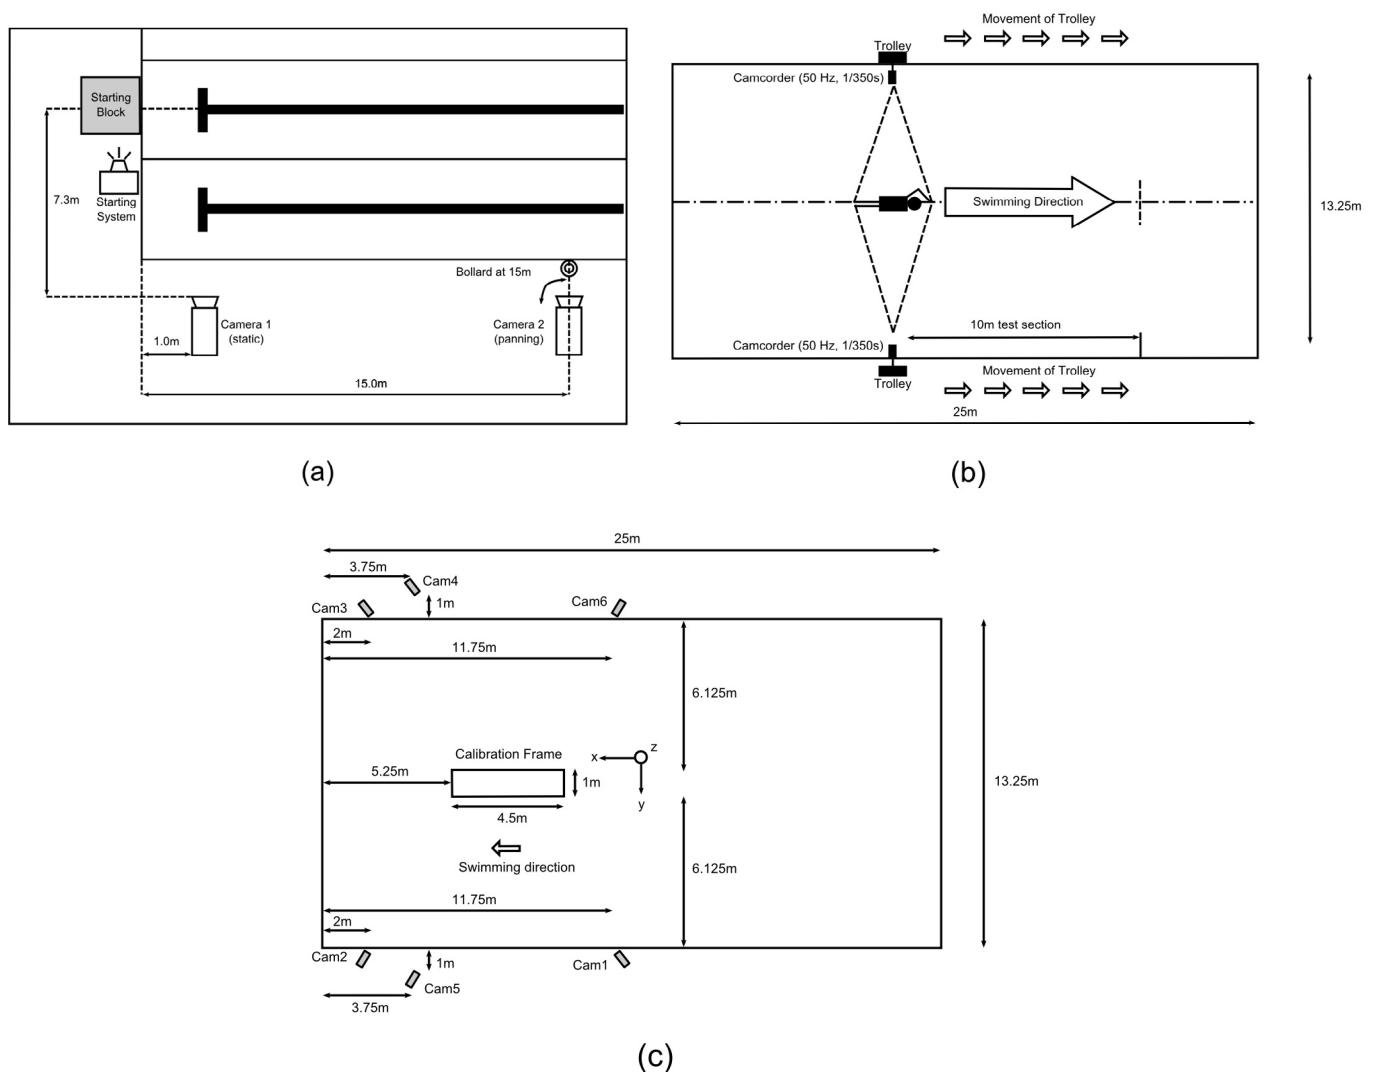 Starting
Block
7.3m
Starting
System
Bollard at 15m
Camera 1
(static)
Camera 2
(panning)
1.0m
15.0m
(a)
Movement of Trolley
Trolley
Camcorder (50 Hz, 1/350s)
Swimming Direction
13.25m
10m test section
Camcorder (50 Hz, 1/350s)
Trolley
Movement of Trolley
25m
(b)
25m
3.75m
Cam4
Cam3
1m
Cam6
2m
11.75m
6.125m
Calibration Frame
x
z
y
5.25m
1m
13.25m
4.5m
Swimming direction
6.125m
11.75m
2m
Cam2
1m
Cam1
Cam5
3.75m
(c)